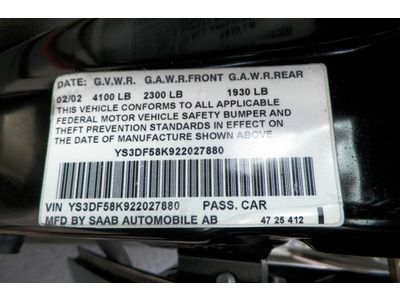 DATE: G.V.W.R. G.A.W.R.FRONT G.A.W.R.REAR
02/02 4100 LB 2300 LB 1930 LB
THIS VEHICLE CONFORMS TO ALL APPLICABLE
FEDERAL MOTOR VEHICLE SAFETY BUMPER AND
THEFT PREVENTION STANDARDS IN EFFECT ON
THE DATE OF MANUFACTURE SHOWN ABOVE.
YS3DF58K922027880
VIN YS3DF58K922027880 PASS. CAR
MFD BY SAAB AUTOMOBILE AB 47 25 412